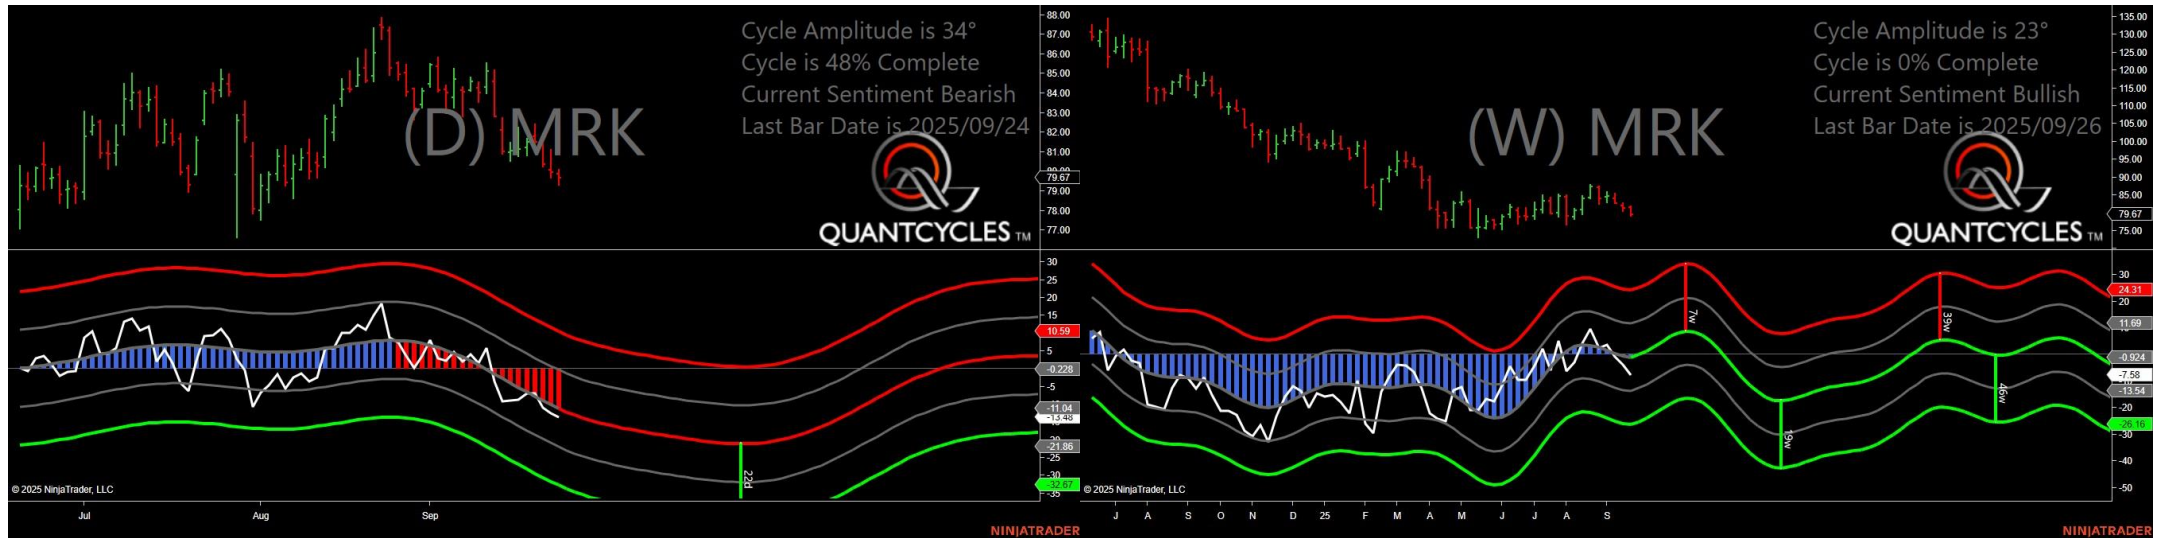 Cycle Amplitude is 34°
Cycle is 48% Complete
Current Sentiment Bearish
Last Bar Date is 2025/09/24
(D) MRK
QUANTCYCLES TM
88.00
87.00
86.00
85.00
84.00
83.00
82.00
81.00
79.67
79.00
78.00
77.00
30
25
20
15
10.59
5
-0.228
-5
-11.04
-13.48
-21.86
-25
-30
-32.67
-35
22d
© 2025 NinjaTrader, LLC
Jul
Aug
Sep
NINJATRADER
Cycle Amplitude is 23°
Cycle is 0% Complete
Current Sentiment Bullish
Last Bar Date is 2025/09/26
(W) MRK
QUANTCYCLES TM
135.00
130.00
125.00
120.00
115.00
110.00
105.00
100.00
95.00
90.00
85.00
79.67
75.00
30
24.31
20
11.69
-0.924
-7.58
-13.54
-20
-26.16
-30
-40
-50
7w
39w
46w
19w
© 2025 NinjaTrader, LLC
J A S O N D 25 F M A M J J A S
NINJATRADER